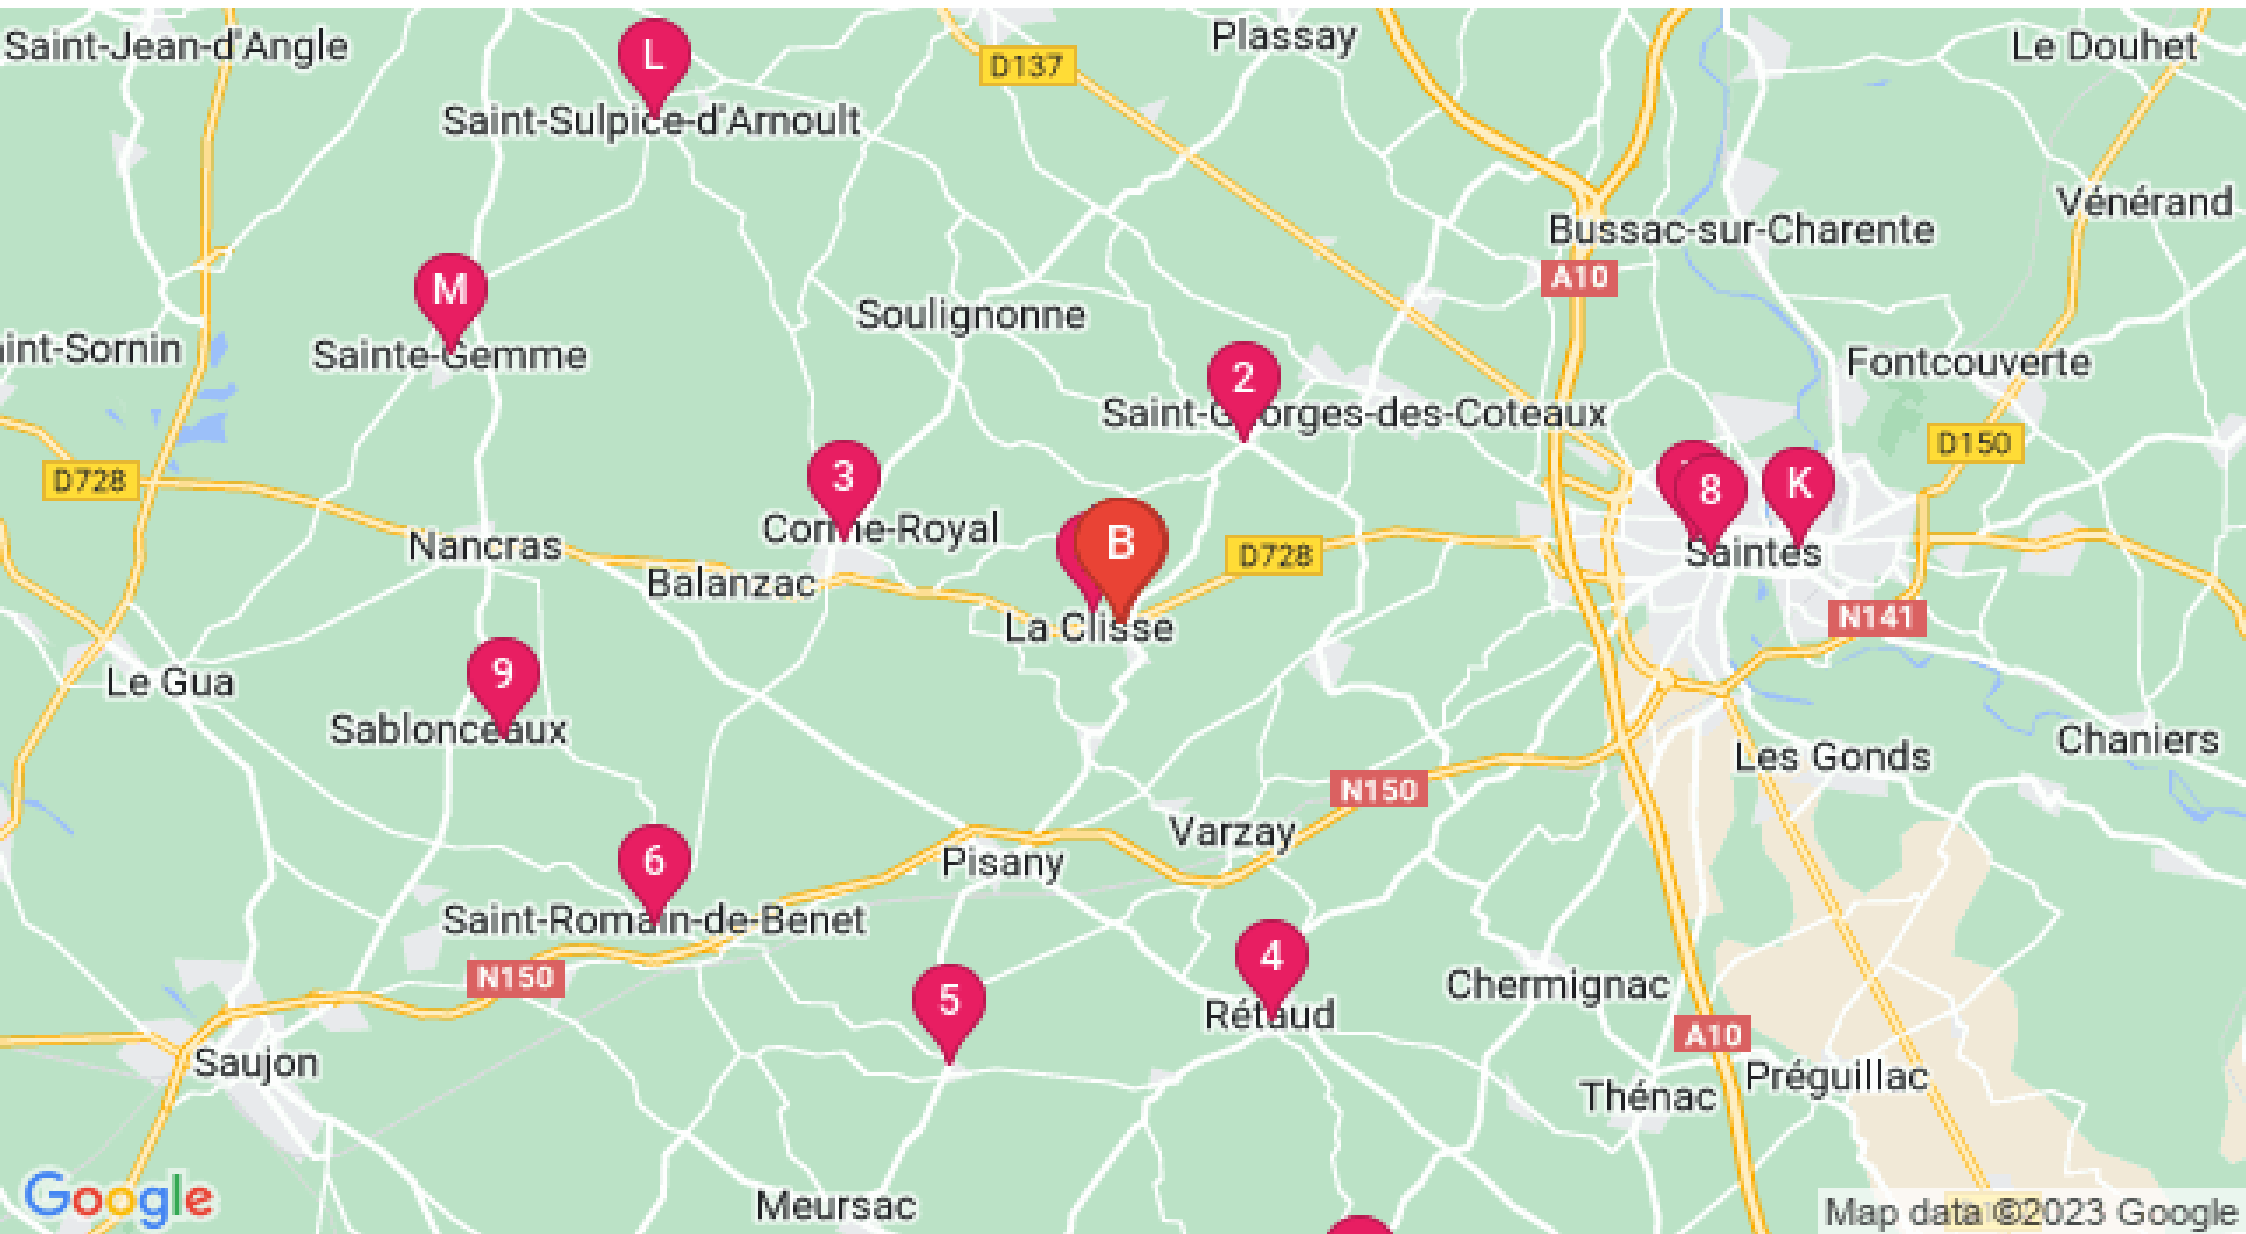 Saint-Jean-d'Angle
L
Plassay
Le Douhet
D137
Saint-Sulpice-d'Arnoult
Vénérand
Bussac-sur-Charente
A10
M
Soulignonne
int-Sornin
Sainte-Gemme
Fontcouverte
2
Saint-Georges-des-Coteaux
D150
D728
3
8
K
Corme-Royal
Nancras
B
D728
Saintes
Balanzac
La Clisse
N141
9
Le Gua
Sablonceaux
Les Gonds
Chaniers
N150
Varzay
6
Pisany
Saint-Romain-de-Benet
4
N150
Chermignac
5
Rétaud
A10
Saujon
Préguillac
Thénac
Google
Meursac
Map data ©2023 Google